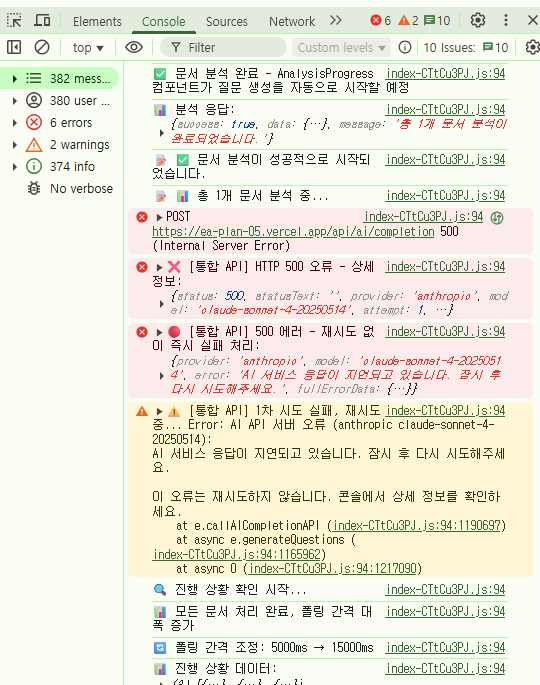 Elements Console Sources Network 6 2 10
top Filter Custom levels 10 Issues: 10
382 mess...
380 user ...
6 errors
2 warnings
374 info
No verbose
✅ 문서 분석 완료 - AnalysisProgress index-CTtCu3PJ.js:94
컴포넌트가 질문 생성을 자동으로 시작할 예정
📊 분석 응답: index-CTtCu3PJ.js:94
{success: true, data: {…}, message: '총 1개 문서 분석이
완료되었습니다.'}
📝 ✅ 문서 분석이 성공적으로 시작되 index-CTtCu3PJ.js:94
었습니다.
📝 📊 총 1개 문서 분석 중... index-CTtCu3PJ.js:94
▶POST index-CTtCu3PJ.js:94
https://ea-plan-05.vercel.app/api/ai/completion 500
(Internal Server Error)
▶❌ [통합 API] HTTP 500 오류 - 상세 index-CTtCu3PJ.js:94
정보:
{status: 500, statusText: '', provider: 'anthropic', mod
el: 'claude-sonnet-4-20250514', attempt: 1, …}
▶🔴 [통합 API] 500 에러 - 재시도 없 index-CTtCu3PJ.js:94
이 즉시 실패 처리:
{provider: 'anthropic', model: 'claude-sonnet-4-2025051
4', error: 'AI 서비스 응답이 지연되고 있습니다. 잠시 후
다시 시도해주세요.', fullErrorData: {…}}
▶⚠️ [통합 API] 1차 시도 실패, 재시도 index-CTtCu3PJ.js:94
중... Error: AI API 서버 오류 (anthropic claude-sonnet-4-
20250514):
AI 서비스 응답이 지연되고 있습니다. 잠시 후 다시 시도해주세
요.
이 오류는 재시도하지 않습니다. 콘솔에서 상세 정보를 확인하
세요.
at e.callAICompletionAPI (index-CTtCu3PJ.js:94:1190697)
at async e.generateQuestions (
index-CTtCu3PJ.js:94:1165962)
at async O (index-CTtCu3PJ.js:94:1217090)
🔍 진행 상황 확인 시작... index-CTtCu3PJ.js:94
📊 모든 문서 처리 완료, 폴링 간격 대 index-CTtCu3PJ.js:94
폭 증가
🔄 폴링 간격 조정: 5000ms → 15000ms index-CTtCu3PJ.js:94
📊 진행 상황 데이터: index-CTtCu3PJ.js:94